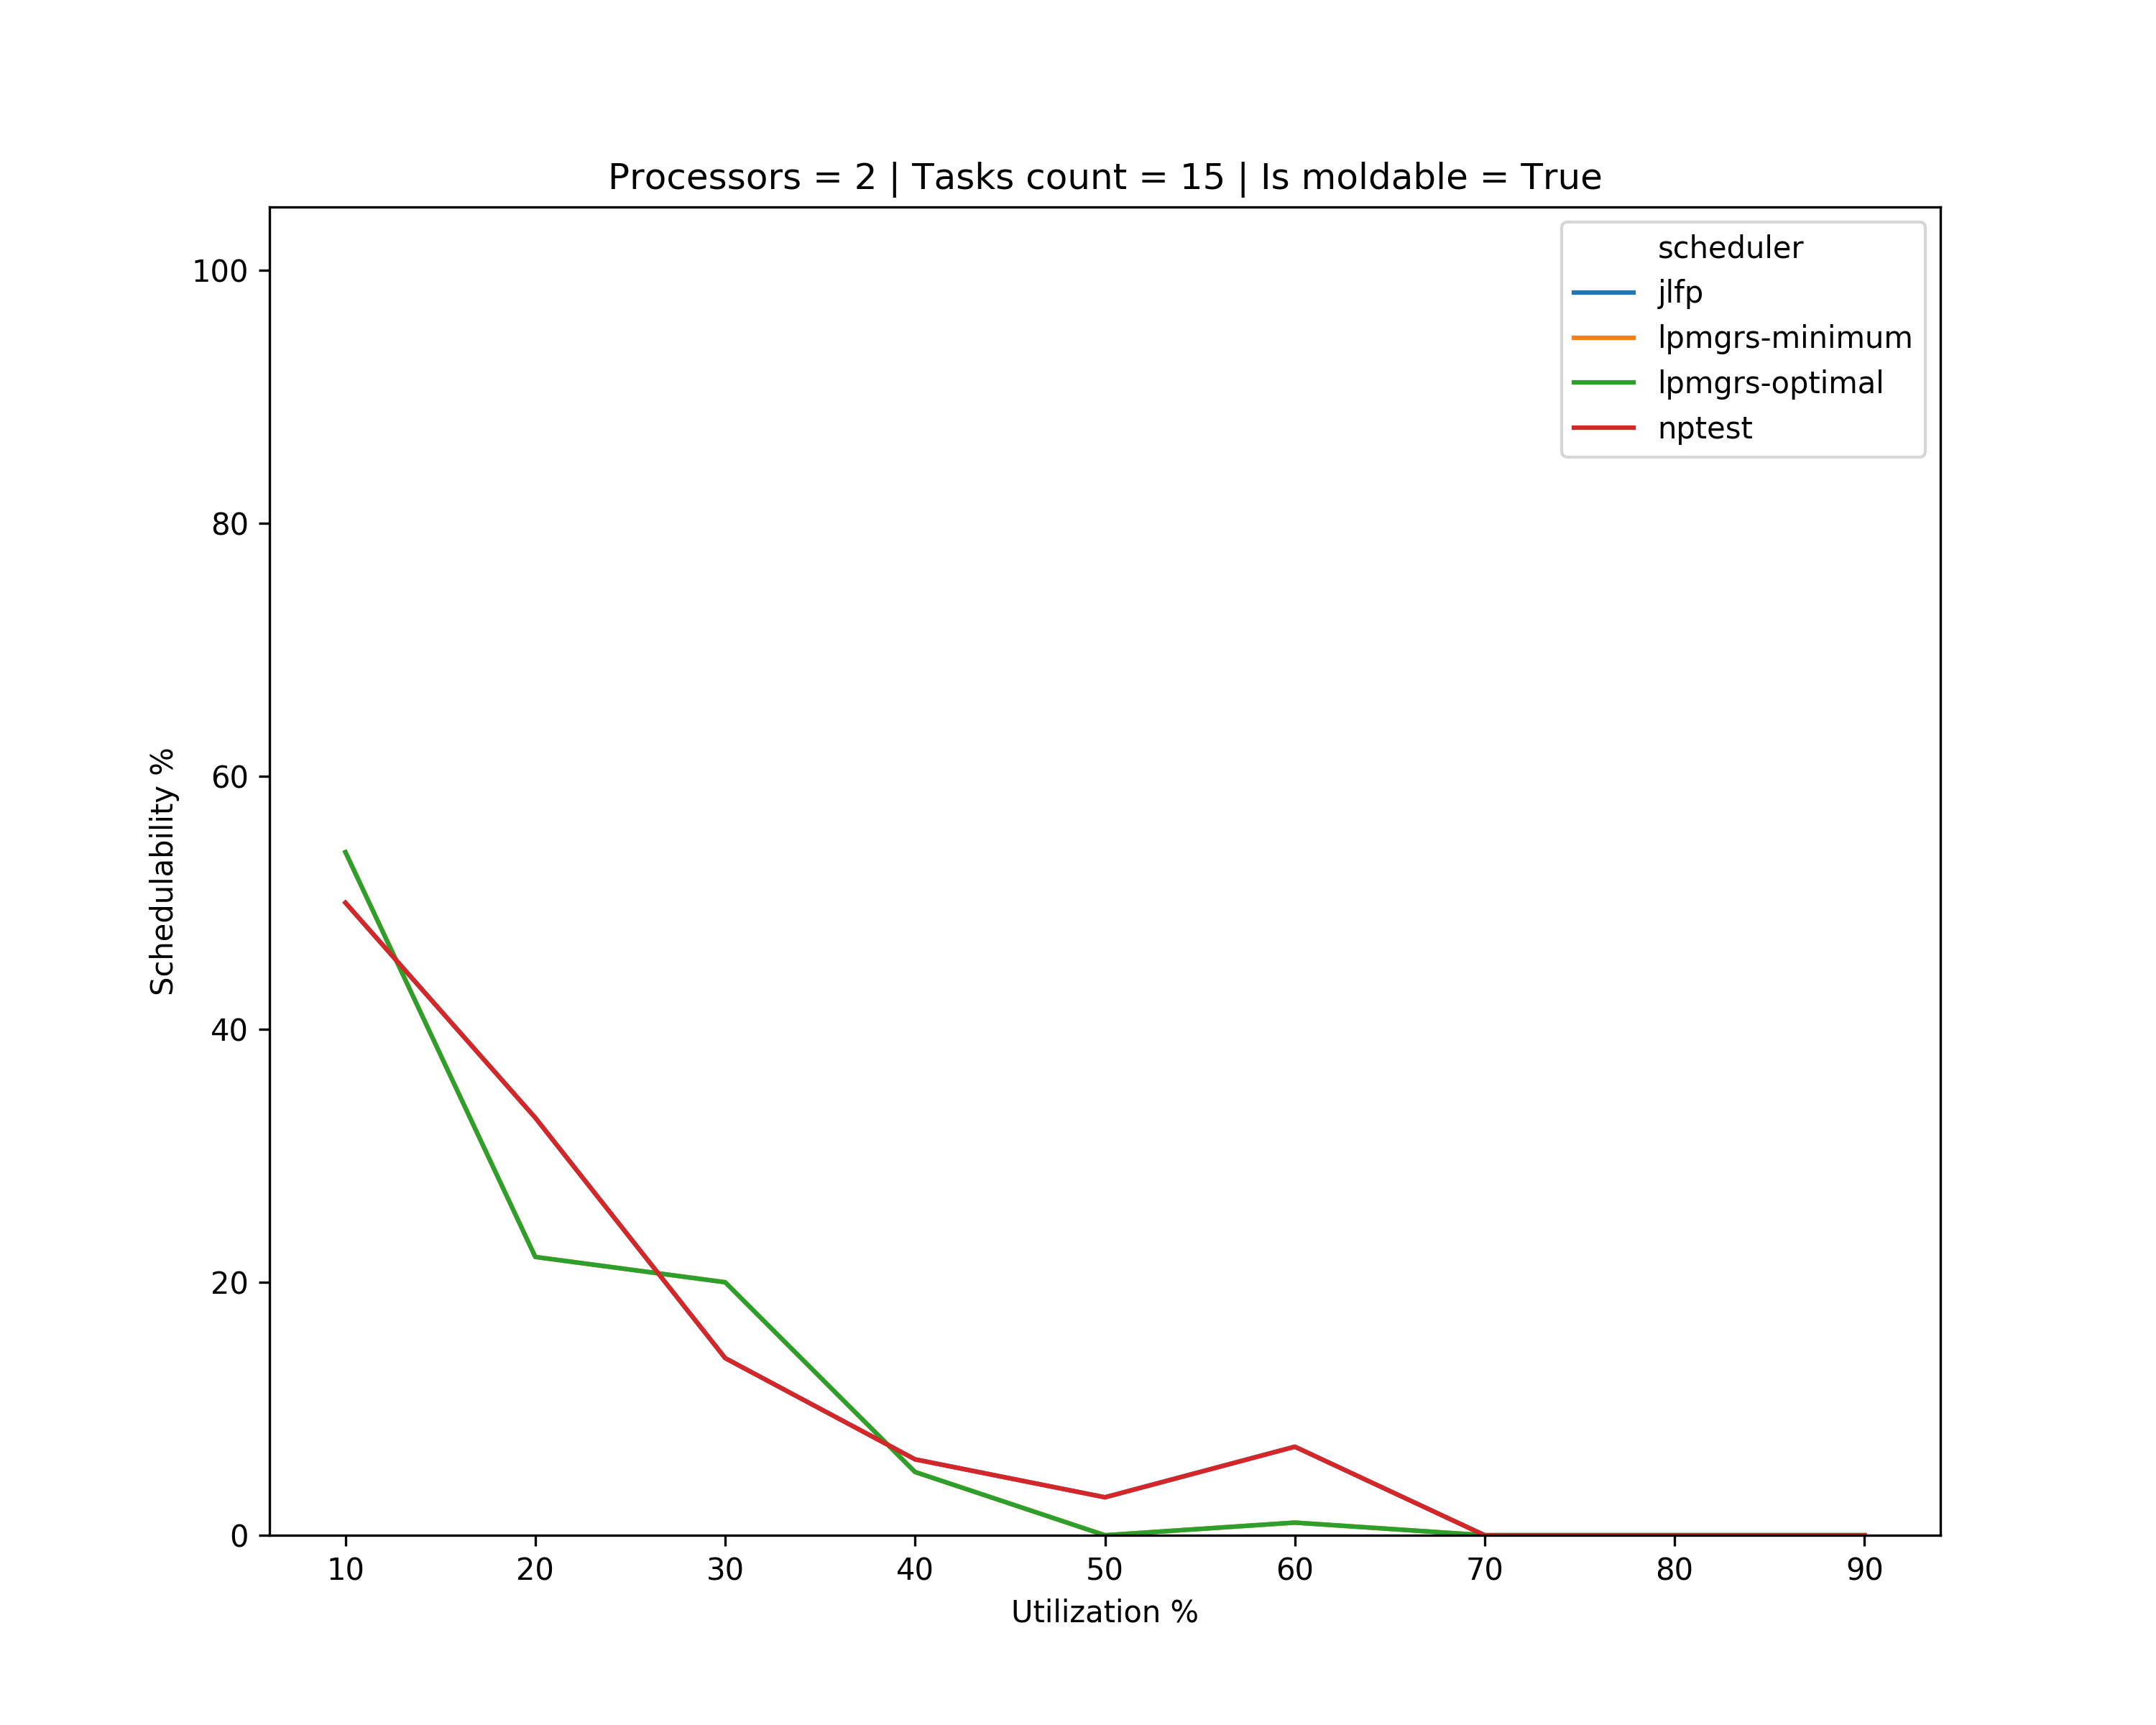 Processors = 2 | Tasks count = 15 | Is moldable = True
scheduler
jlfp
lpmgrs-minimum
lpmgrs-optimal
nptest
Schedulability %
100
80
60
40
20
0
10 20 30 40 50 60 70 80 90
Utilization %